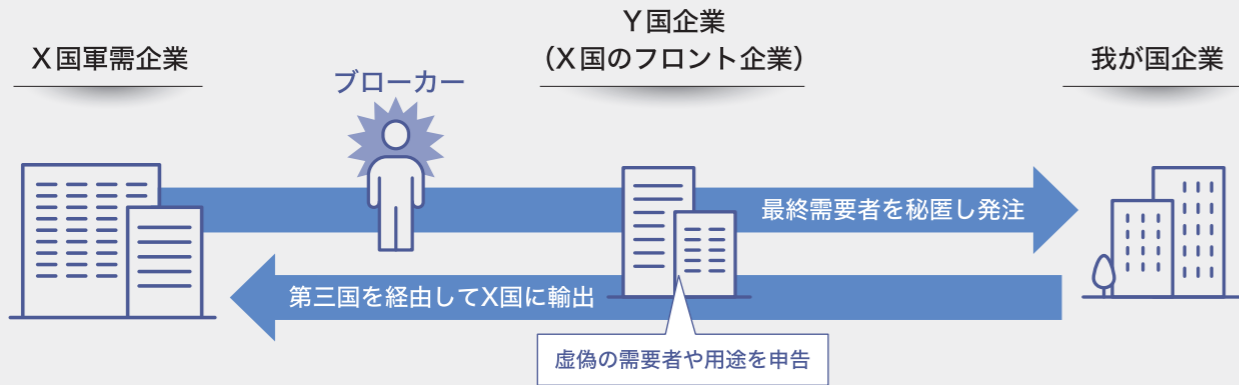 X国軍需企業
ブローカー
Y国企業
（X国のフロント企業）
我が国企業
最終需要者を秘匿し発注
第三国を経由してX国に輸出
虚偽の需要者や用途を申告